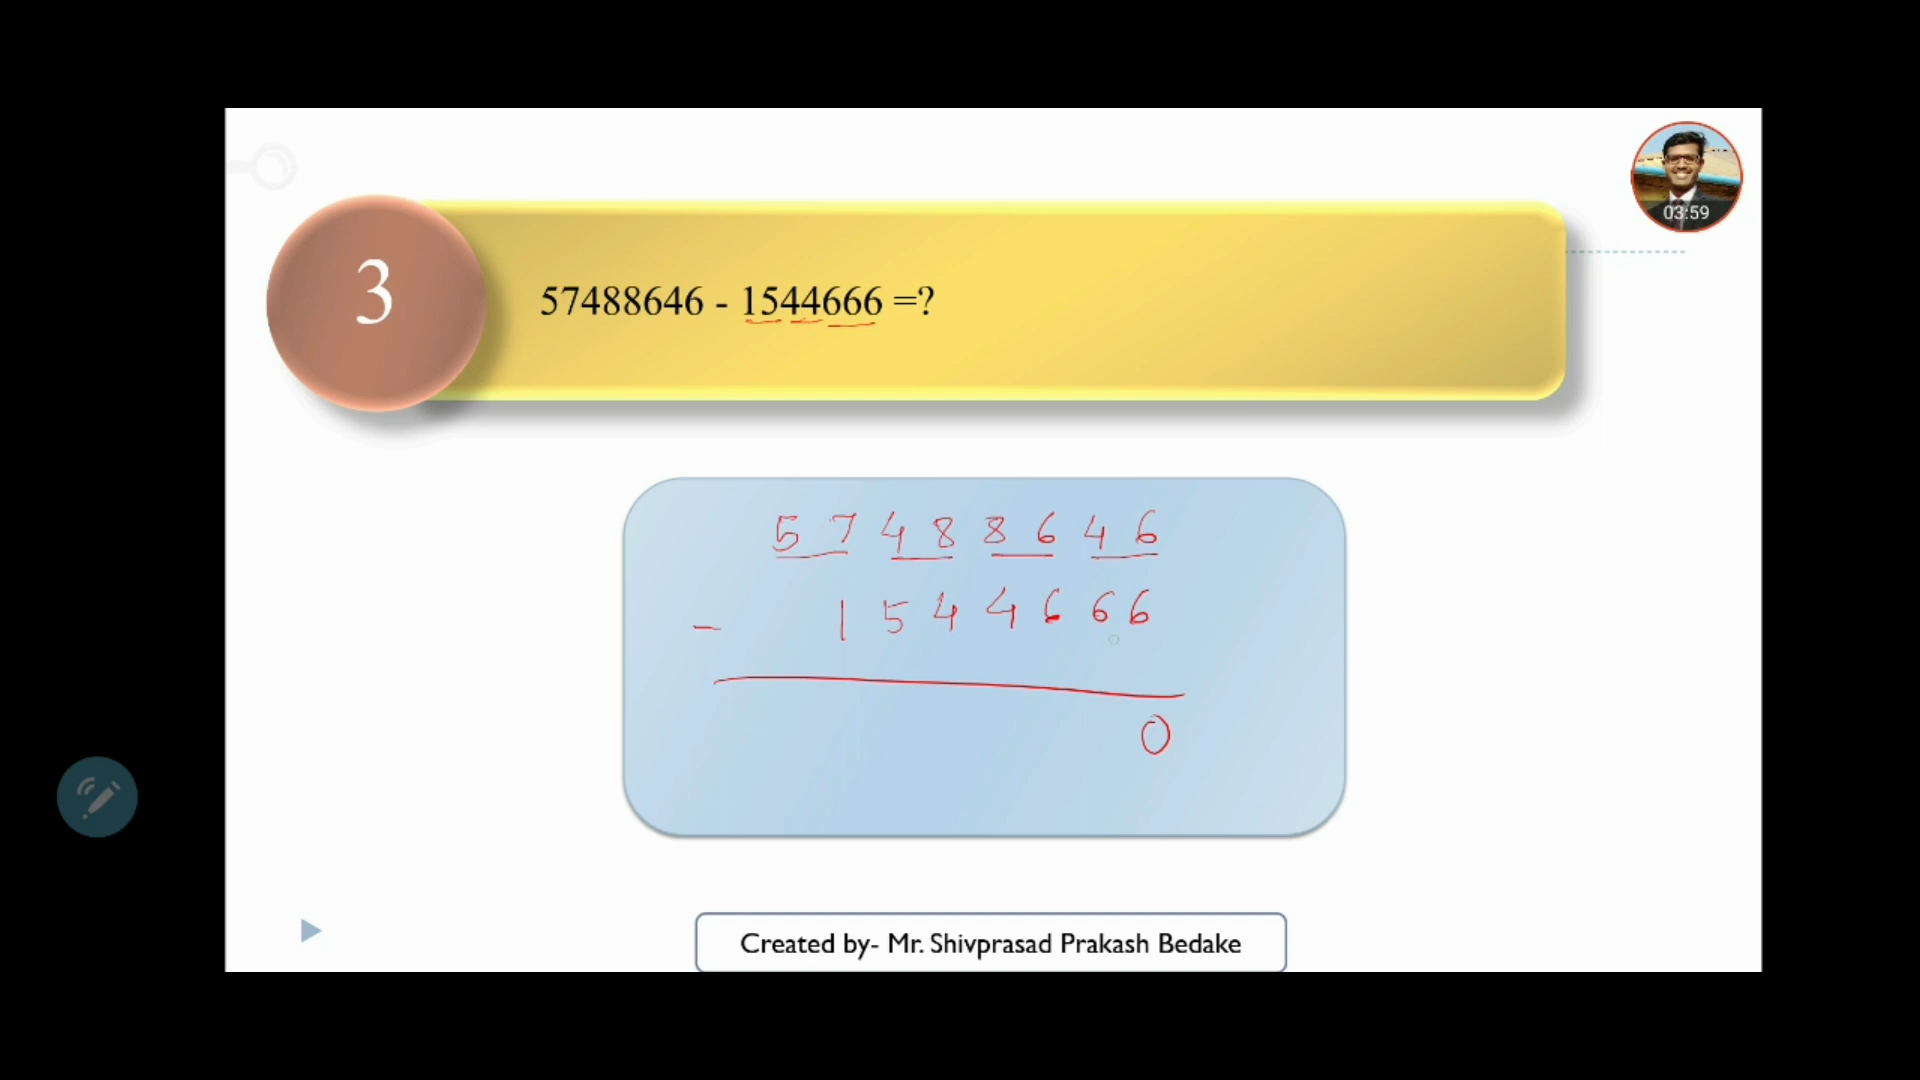 03:59
3
57488646 - 1544666 =?
5 7 4 8 8 6 4 6
- 1 5 4 4 6 6 6
0
Created by- Mr. Shivprasad Prakash Bedake